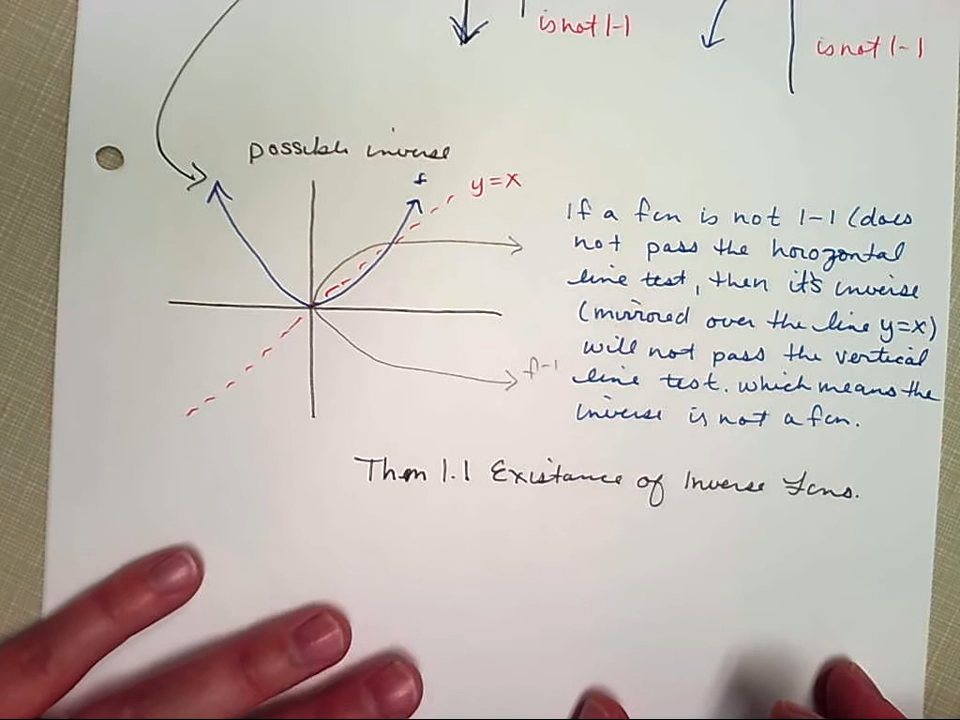 is not 1-1
is not 1-1
possible inverse
f
y=x
If a fcn is not 1-1 (does
not pass the horozontal
line test, then it's inverse
(mirrored over the line y=x)
will not pass the vertical
line test. which means the
inverse is not a fcn.
f-1
Thm 1.1 Existance of Inverse Fcns.